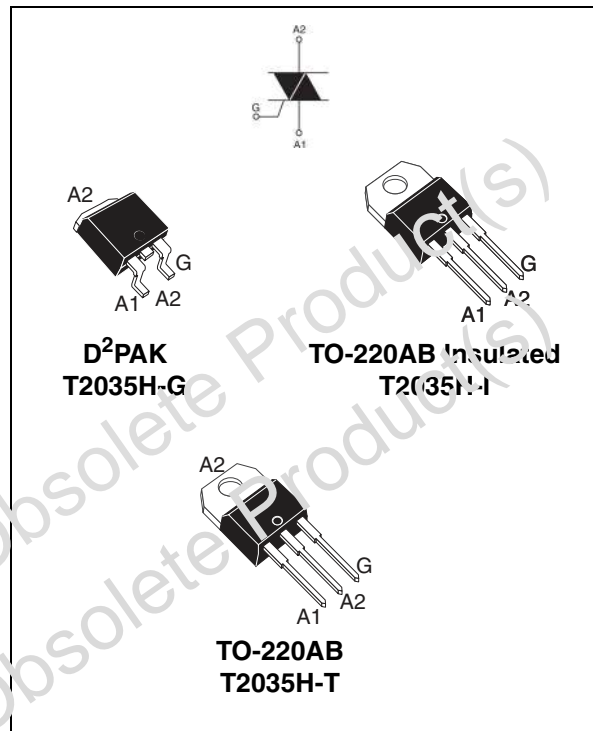 A2
G
A1
A2
G
A1 A2
D²PAK
T2035H-G
G
A2
A1
TO-220AB Insulated
T2035H-I
A2
G
A2
A1
TO-220AB
T2035H-T
Obsolete Product(s)
Obsolete Product(s)